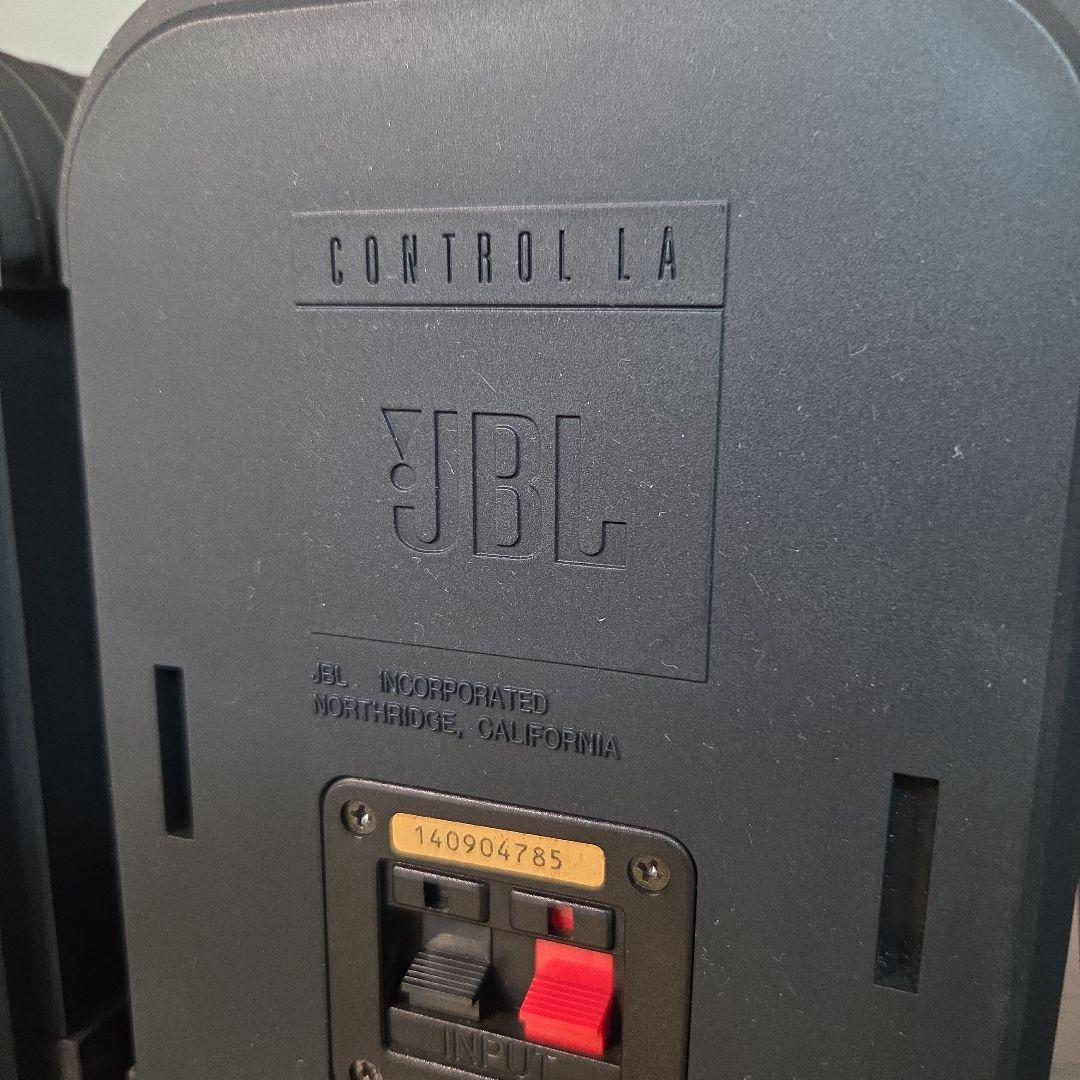 CONTROL LA
JBL
JBL INCORPORATED
NORTHRIDGE, CALIFORNIA
140904785
INPUT